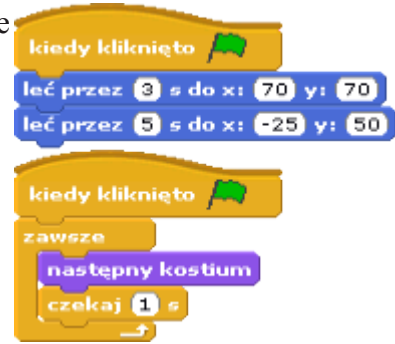 e
kiedy kliknięto
leć przez 3 s do x: 70 y: 70
leć przez 5 s do x: -25 y: 50
kiedy kliknięto
zawsze
następny kostium
czekaj 1 s